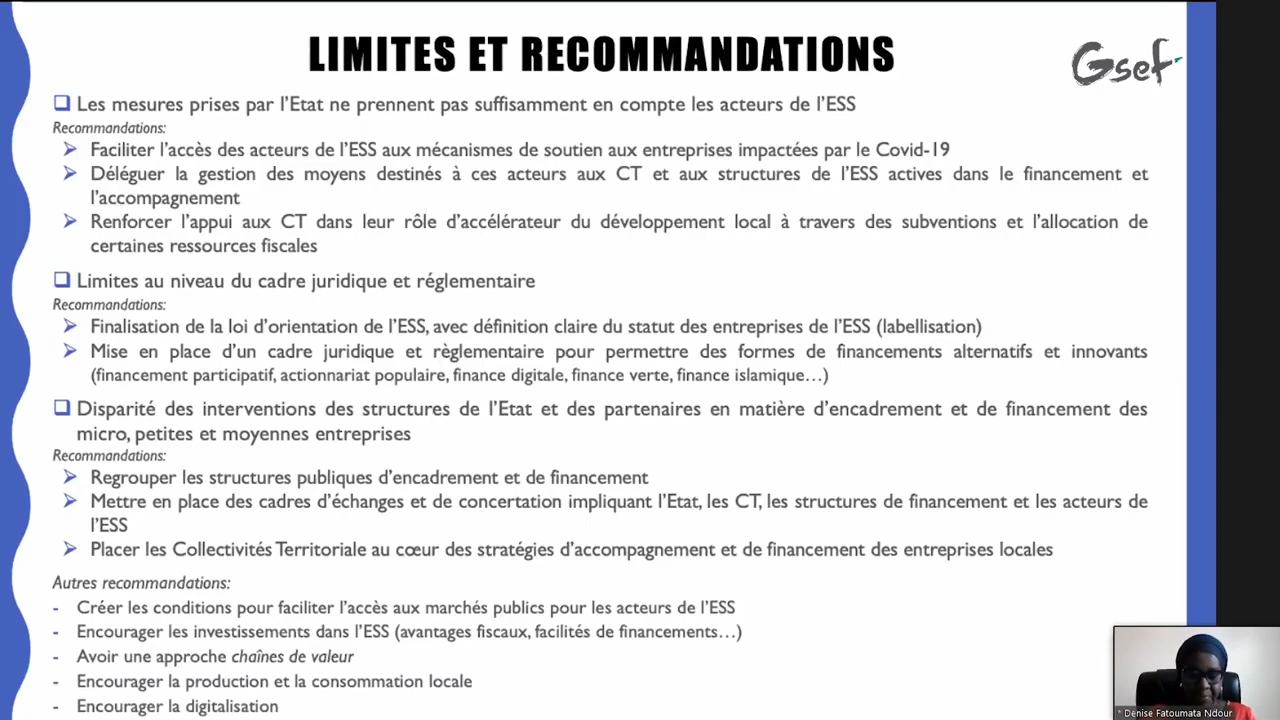 LIMITES ET RECOMMANDATIONS
Gsef
Les mesures prises par l'Etat ne prennent pas suffisamment en compte les acteurs de l'ESS
Recommandations:
Faciliter l'accès des acteurs de l'ESS aux mécanismes de soutien aux entreprises impactées par le Covid-19
Déléguer la gestion des moyens destinés à ces acteurs aux CT et aux structures de l'ESS actives dans le financement et
l'accompagnement
Renforcer l'appui aux CT dans leur rôle d'accélérateur du développement local à travers des subventions et l'allocation de
certaines ressources fiscales
Limites au niveau du cadre juridique et réglementaire
Recommandations:
Finalisation de la loi d'orientation de l'ESS, avec définition claire du statut des entreprises de l'ESS (labellisation)
Mise en place d'un cadre juridique et règlementaire pour permettre des formes de financements alternatifs et innovants
(financement participatif, actionnariat populaire, finance digitale, finance verte, finance islamique…)
Disparité des interventions des structures de l'Etat et des partenaires en matière d'encadrement et de financement des
micro, petites et moyennes entreprises
Recommandations:
Regrouper les structures publiques d'encadrement et de financement
Mettre en place des cadres d'échanges et de concertation impliquant l'Etat, les CT, les structures de financement et les acteurs de
l'ESS
Placer les Collectivités Territoriale au cœur des stratégies d'accompagnement et de financement des entreprises locales
Autres recommandations:
- Créer les conditions pour faciliter l'accès aux marchés publics pour les acteurs de l'ESS
- Encourager les investissements dans l'ESS (avantages fiscaux, facilités de financements…)
- Avoir une approche chaînes de valeur
- Encourager la production et la consommation locale
- Encourager la digitalisation
* Denise Fatoumata Ndour